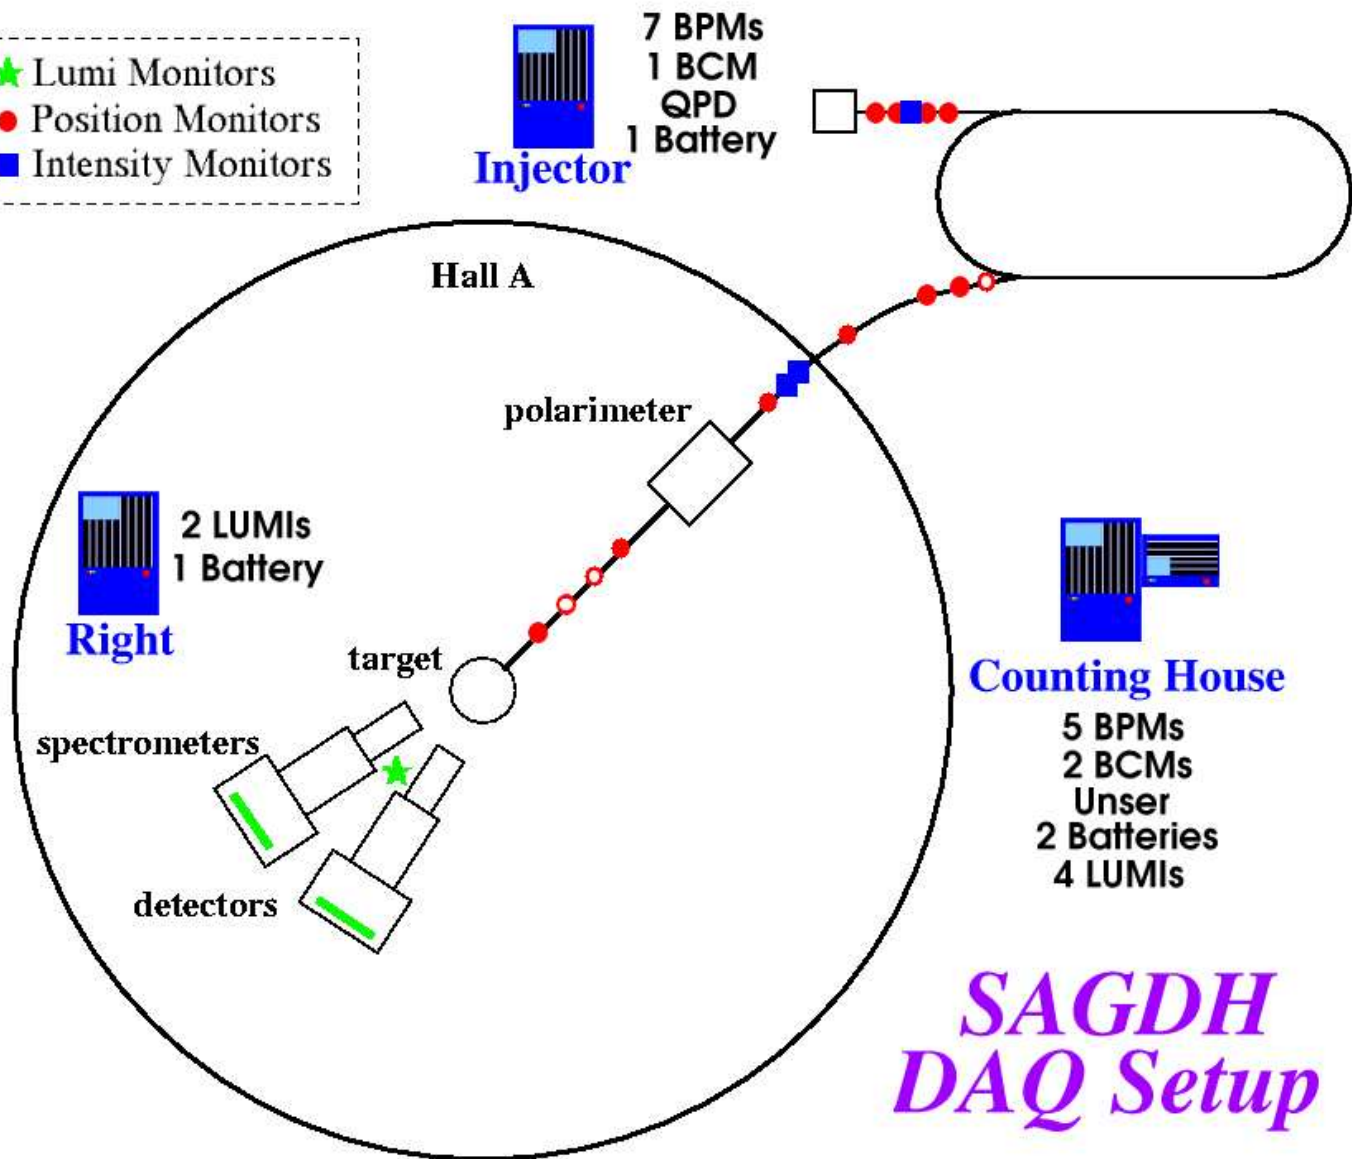 Lumi Monitors
Position Monitors
Intensity Monitors
7 BPMs
1 BCM
QPD
1 Battery
Injector
Hall A
polarimeter
2 LUMIs
1 Battery
Right
target
spectrometers
detectors
Counting House
5 BPMs
2 BCMs
Unser
2 Batteries
4 LUMIs
SAGDH
DAQ Setup